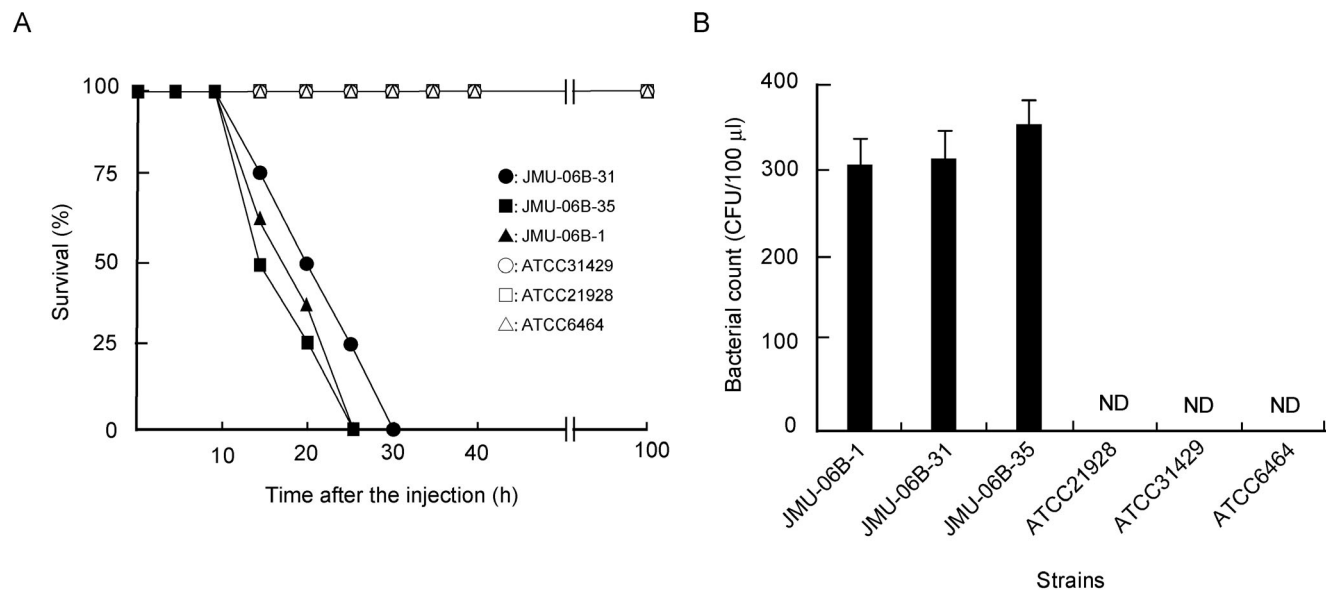 A
B
Survival (%)
100
75
50
25
0
10
20
30
40
100
Time after the injection (h)
●: JMU-06B-31
■: JMU-06B-35
▲: JMU-06B-1
○: ATCC31429
□: ATCC21928
△: ATCC6464
Bacterial count (CFU/100 μl)
400
300
200
100
0
ND
ND
ND
JMU-06B-1
JMU-06B-31
JMU-06B-35
ATCC21928
ATCC31429
ATCC6464
Strains